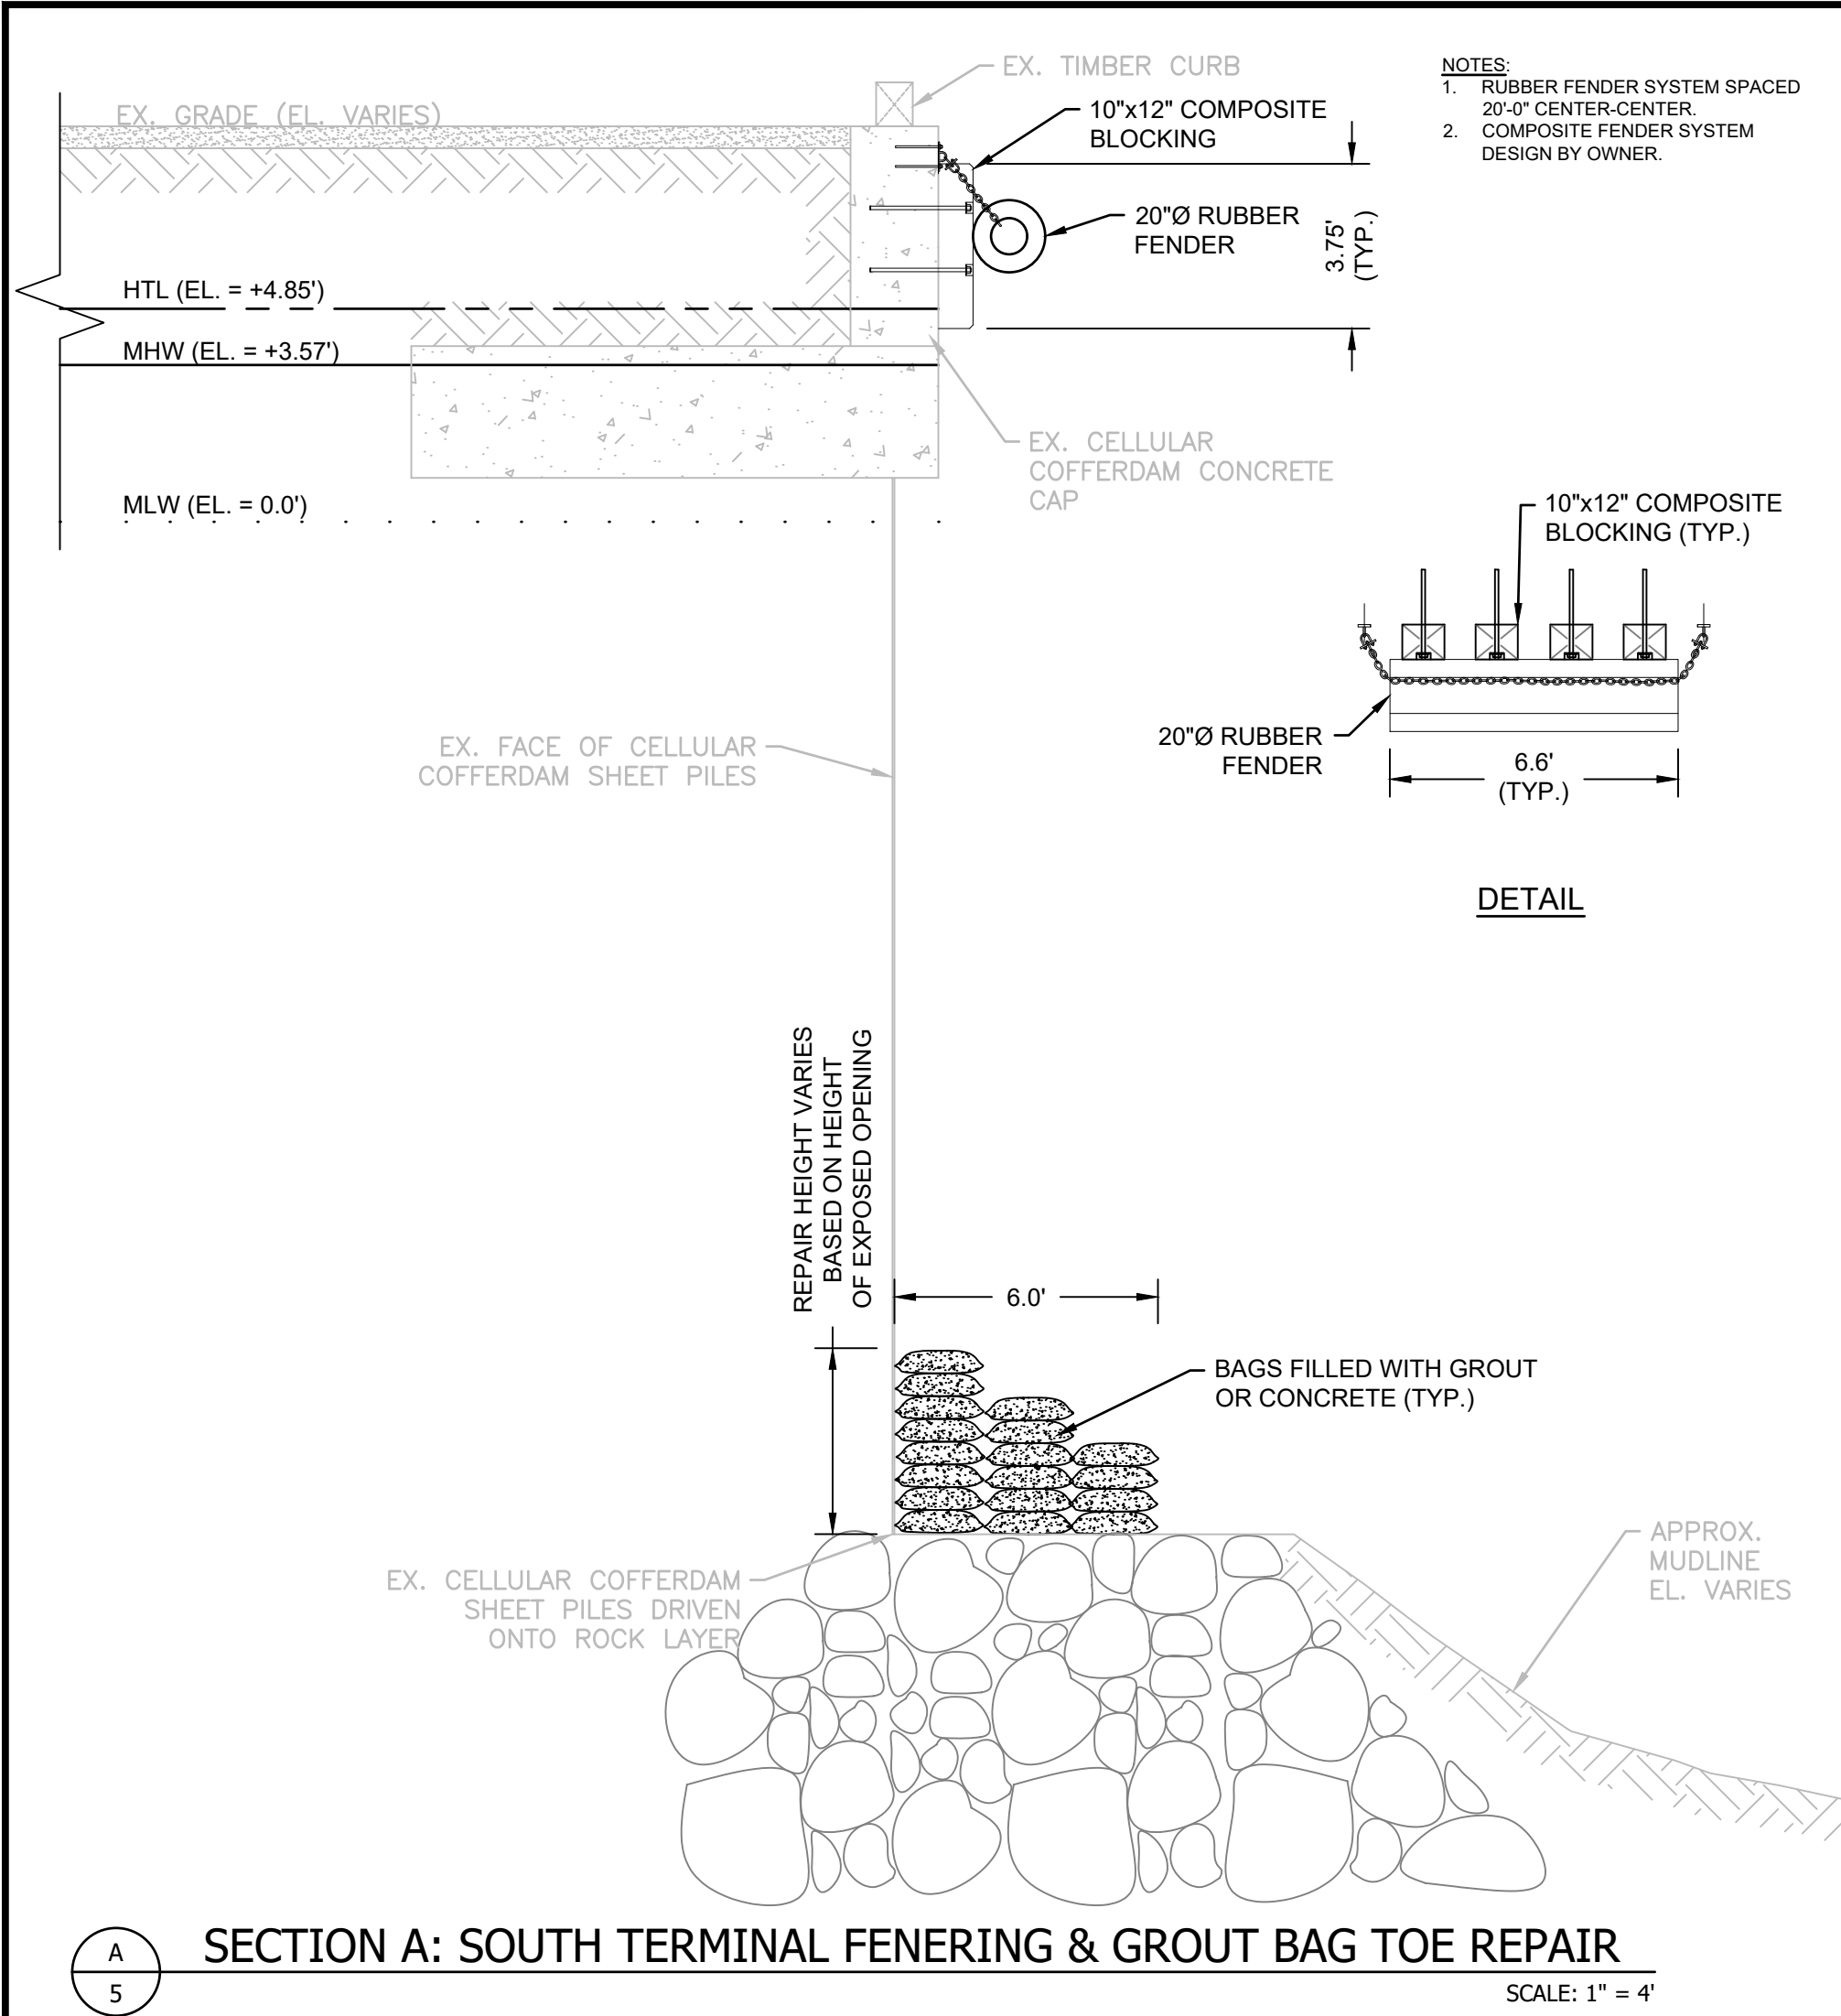 EX. TIMBER CURB
EX. GRADE (EL. VARIES)
10"x12" COMPOSITE
BLOCKING
NOTES:
1. RUBBER FENDER SYSTEM SPACED
20'-0" CENTER-CENTER.
2. COMPOSITE FENDER SYSTEM
DESIGN BY OWNER.
20"Ø RUBBER
FENDER
3.75'
(TYP.)
HTL (EL. = +4.85')
MHW (EL. = +3.57')
EX. CELLULAR
COFFERDAM CONCRETE
CAP
MLW (EL. = 0.0')
10"x12" COMPOSITE
BLOCKING (TYP.)
20"Ø RUBBER
FENDER
6.6'
(TYP.)
EX. FACE OF CELLULAR
COFFERDAM SHEET PILES
DETAIL
REPAIR HEIGHT VARIES
BASED ON HEIGHT
OF EXPOSED OPENING
6.0'
BAGS FILLED WITH GROUT
OR CONCRETE (TYP.)
EX. CELLULAR COFFERDAM
SHEET PILES DRIVEN
ONTO ROCK LAYER
APPROX.
MUDLINE
EL. VARIES
A
5
SECTION A: SOUTH TERMINAL FENERING & GROUT BAG TOE REPAIR
SCALE: 1" = 4'